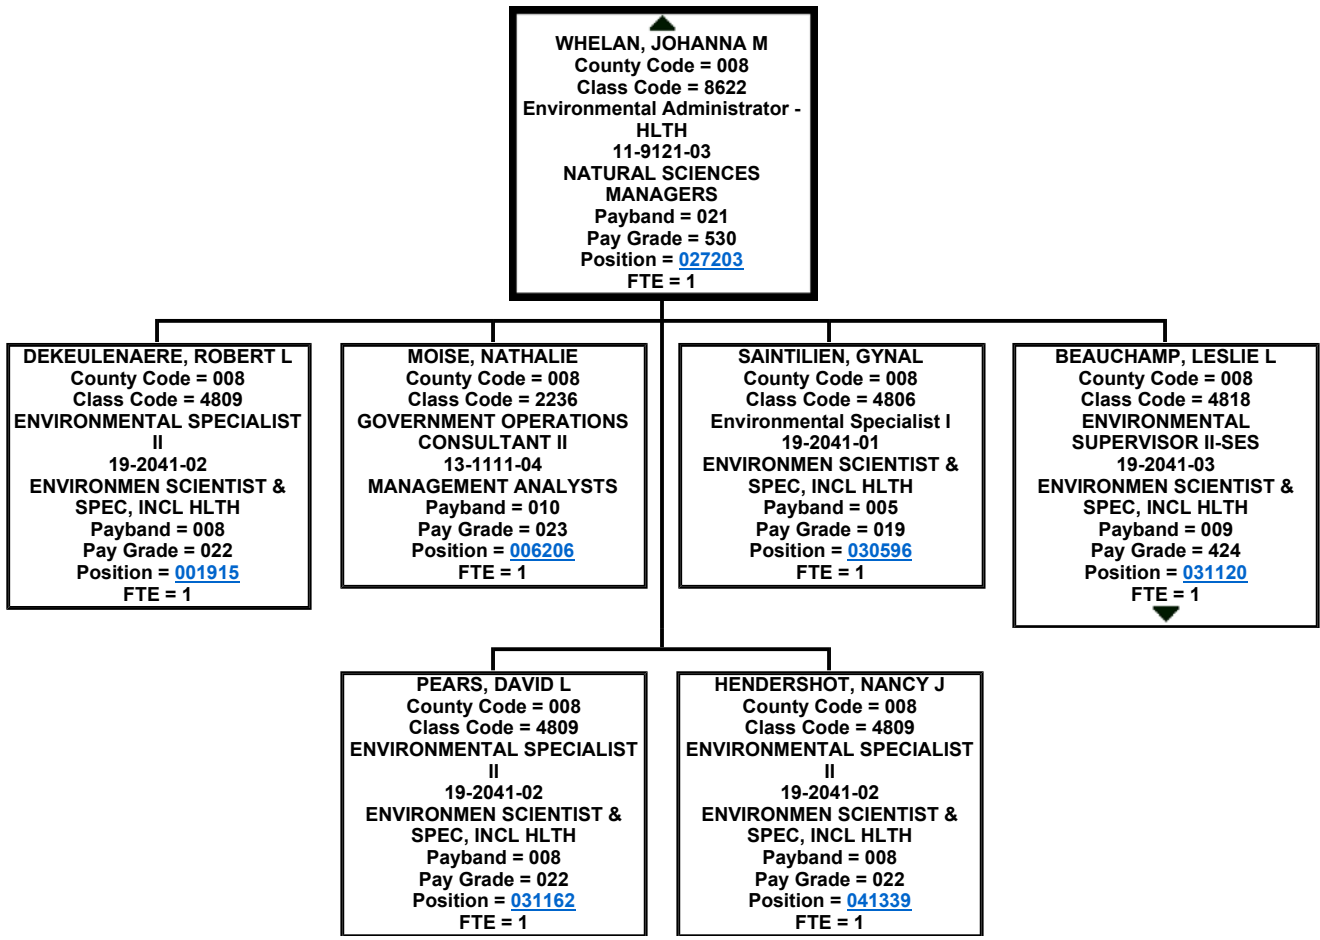 WHELAN, JOHANNA M
County Code = 008
Class Code = 8622
Environmental Administrator -
HLTH
11-9121-03
NATURAL SCIENCES
MANAGERS
Payband = 021
Pay Grade = 530
Position = 027203
FTE = 1
DEKEULENAERE, ROBERT L
County Code = 008
Class Code = 4809
ENVIRONMENTAL SPECIALIST
II
19-2041-02
ENVIRONMEN SCIENTIST &
SPEC, INCL HLTH
Payband = 008
Pay Grade = 022
Position = 001915
FTE = 1
MOISE, NATHALIE
County Code = 008
Class Code = 2236
GOVERNMENT OPERATIONS
CONSULTANT II
13-1111-04
MANAGEMENT ANALYSTS
Payband = 010
Pay Grade = 023
Position = 006206
FTE = 1
SAINTILIEN, GYNAL
County Code = 008
Class Code = 4806
Environmental Specialist I
19-2041-01
ENVIRONMEN SCIENTIST &
SPEC, INCL HLTH
Payband = 005
Pay Grade = 019
Position = 030596
FTE = 1
BEAUCHAMP, LESLIE L
County Code = 008
Class Code = 4818
ENVIRONMENTAL
SUPERVISOR II-SES
19-2041-03
ENVIRONMEN SCIENTIST &
SPEC, INCL HLTH
Payband = 009
Pay Grade = 424
Position = 031120
FTE = 1
PEARS, DAVID L
County Code = 008
Class Code = 4809
ENVIRONMENTAL SPECIALIST
II
19-2041-02
ENVIRONMEN SCIENTIST &
SPEC, INCL HLTH
Payband = 008
Pay Grade = 022
Position = 031162
FTE = 1
HENDERSHOT, NANCY J
County Code = 008
Class Code = 4809
ENVIRONMENTAL SPECIALIST
II
19-2041-02
ENVIRONMEN SCIENTIST &
SPEC, INCL HLTH
Payband = 008
Pay Grade = 022
Position = 041339
FTE = 1